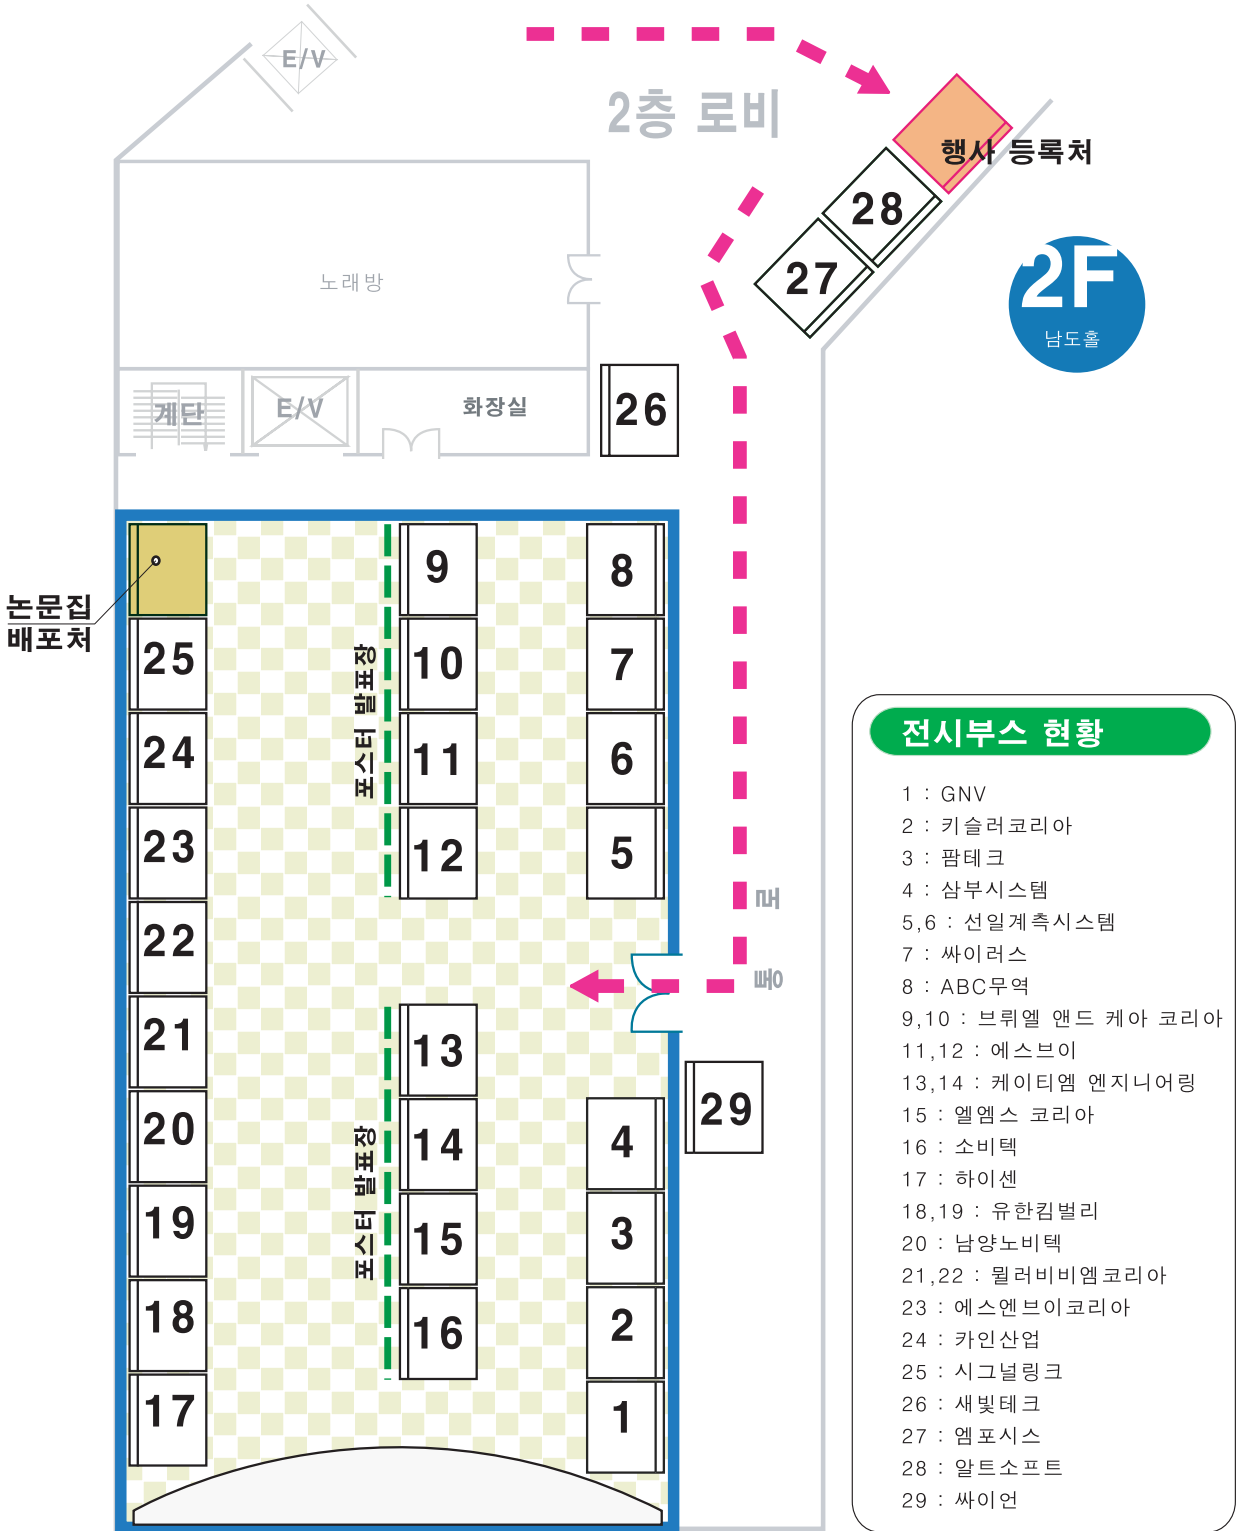 E/V
2층 로비
행사 등록처
28
27
2F
남도홀
노래방
계단
E/V
화장실
26
논문집
배포처
25
24
23
22
21
20
19
18
17
포스터 발표장
포스터 발표장
9
10
11
12
13
14
15
16
8
7
6
5
4
3
2
1
통로
29
전시부스 현황
1 : GNV
2 : 키슬러코리아
3 : 팜테크
4 : 삼부시스템
5,6 : 선일계측시스템
7 : 싸이러스
8 : ABC무역
9,10 : 브뤼엘 앤드 케아 코리아
11,12 : 에스브이
13,14 : 케이티엠 엔지니어링
15 : 엘엠스 코리아
16 : 소비텍
17 : 하이센
18,19 : 유한킴벌리
20 : 남양노비텍
21,22 : 뮐러비비엠코리아
23 : 에스엔브이코리아
24 : 카인산업
25 : 시그널링크
26 : 새빛테크
27 : 엠포시스
28 : 알트소프트
29 : 싸이언